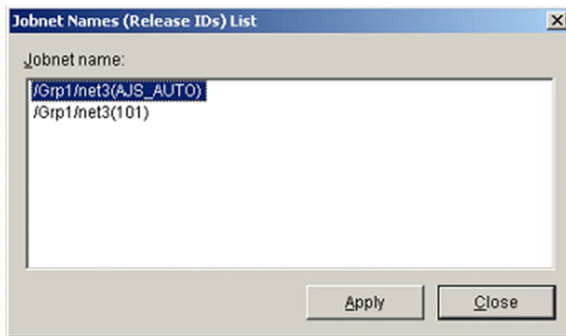 Jobnet Names (Release IDs) List
Jobnet name:
/Grp1/net3(AJS_AUTO)
/Grp1/net3(101)
Apply
Close